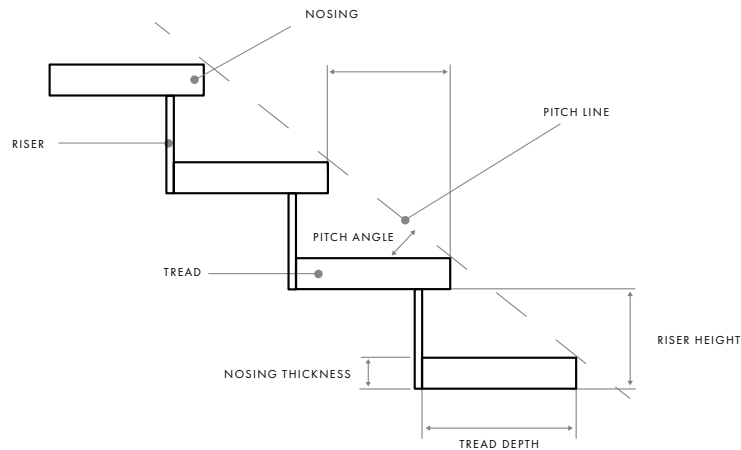 NOSING
PITCH LINE
RISER
PITCH ANGLE
TREAD
RISER HEIGHT
NOSING THICKNESS
TREAD DEPTH